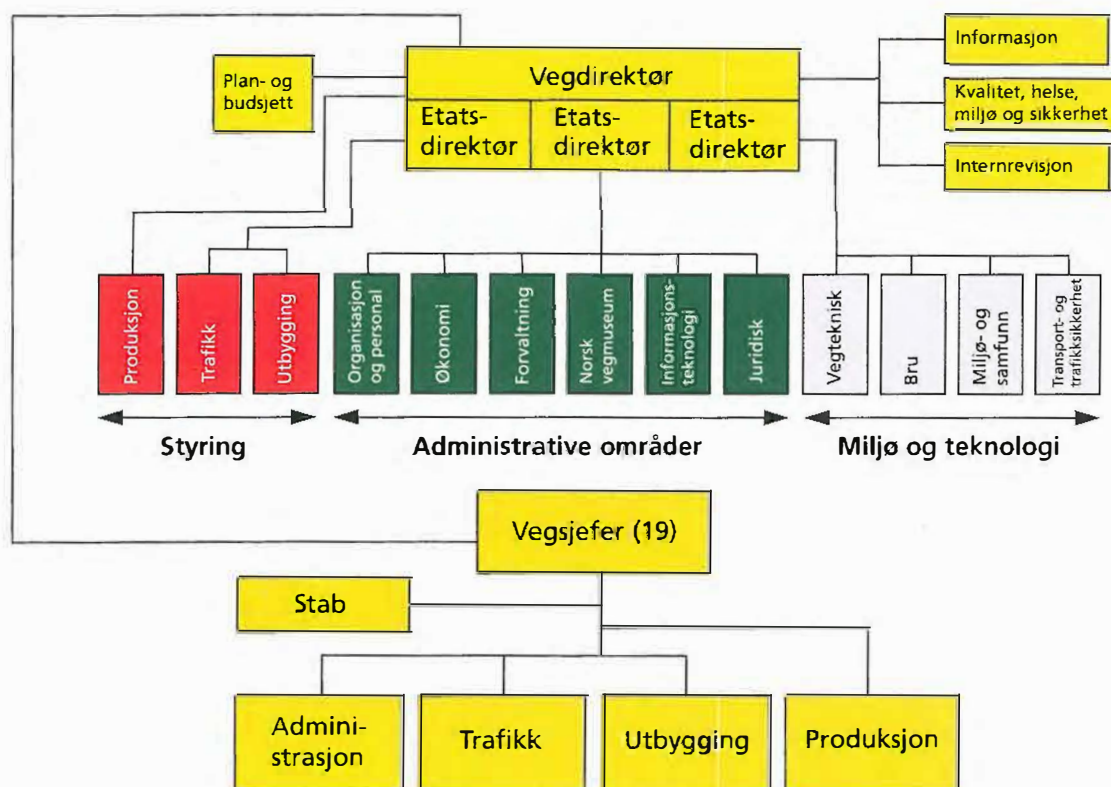 Informasjon
Vegdirektør
Plan- og
budsjett
Kvalitet, helse,
miljø og sikkerhet
Etats-
direktør
Etats-
direktør
Etats-
direktør
Internrevisjon
Produksjon
Trafikk
Utbygging
Organisasjon
og personal
Økonomi
Forvaltning
Norsk
vegmuseum
Informasjons-
teknologi
Juridisk
Vegteknisk
Bru
Miljø- og
samfunn
Transport- og
trafikksikkerhet
Styring
Administrative områder
Miljø og teknologi
Vegsjefer (19)
Stab
Admini-
strasjon
Trafikk
Utbygging
Produksjon